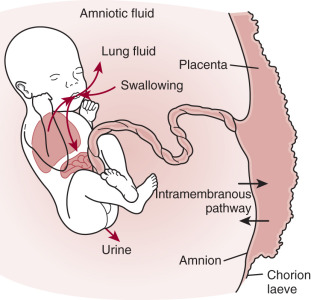 Amniotic fluid
Lung fluid
Swallowing
Placenta
Intramembranous
pathway
Urine
Amnion
Chorion
laeve